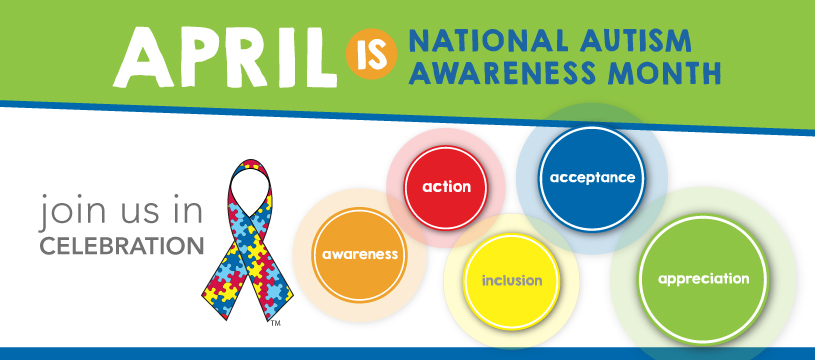 APRIL IS NATIONAL AUTISM
AWARENESS MONTH
join us in
CELEBRATION
TM
awareness
action
inclusion
acceptance
appreciation